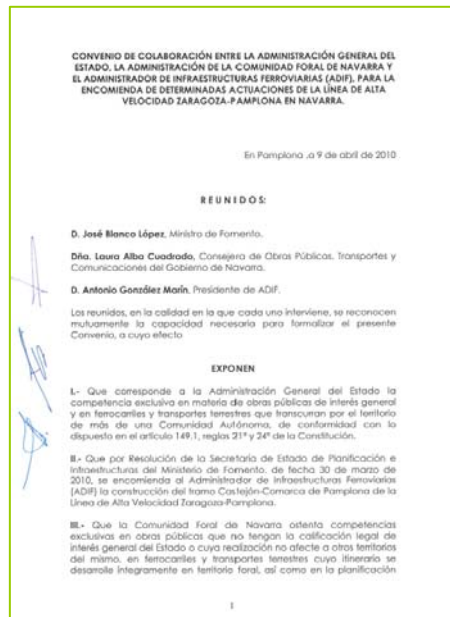 CONVENIO DE COLABORACIÓN ENTRE LA ADMINISTRACIÓN GENERAL DEL
ESTADO, LA ADMINISTRACIÓN DE LA COMUNIDAD FORAL DE NAVARRA Y
EL ADMINISTRADOR DE INFRAESTRUCTURAS FERROVIARIAS (ADIF), PARA LA
ENCOMIENDA DE DETERMINADAS ACTUACIONES DE LA LÍNEA DE ALTA
VELOCIDAD ZARAGOZA-PAMPLONA EN NAVARRA.
En Pamplona ,a 9 de abril de 2010
REUNIDOS:
D. José Blanco López, Ministro de Fomento.
Dña. Laura Alba Cuadrado, Consejera de Obras Públicas, Transportes y
Comunicaciones del Gobierno de Navarra.
D. Antonio González Marín, Presidente de ADIF.
Los reunidos, en la calidad en la que cada uno interviene, se reconocen
mutuamente la capacidad necesaria para formalizar el presente
Convenio, a cuyo efecto
EXPONEN
I.- Que corresponde a la Administración General del Estado la
competencia exclusiva en materia de obras públicas de interés general
y en ferrocarriles y transportes terrestres que transcurran por el territorio
de más de una Comunidad Autónoma, de conformidad con lo
dispuesto en el artículo 149.1, reglas 21ª y 24ª de la Constitución.
II.- Que por Resolución de la Secretaría de Estado de Planificación e
Infraestructuras del Ministerio de Fomento, de fecha 30 de marzo de
2010, se encomienda al Administrador de Infraestructuras Ferroviarias
(ADIF) la construcción del tramo Castejón-Comarca de Pamplona de la
Línea de Alta Velocidad Zaragoza-Pamplona.
III.- Que la Comunidad Foral de Navarra ostenta competencias
exclusivas en obras públicas que no tengan la calificación legal de
interés general del Estado o cuya realización no afecte a otros territorios
del mismo, en ferrocarriles y transportes terrestres cuyo itinerario se
desarrolle íntegramente en territorio foral, así como en la planificación
1